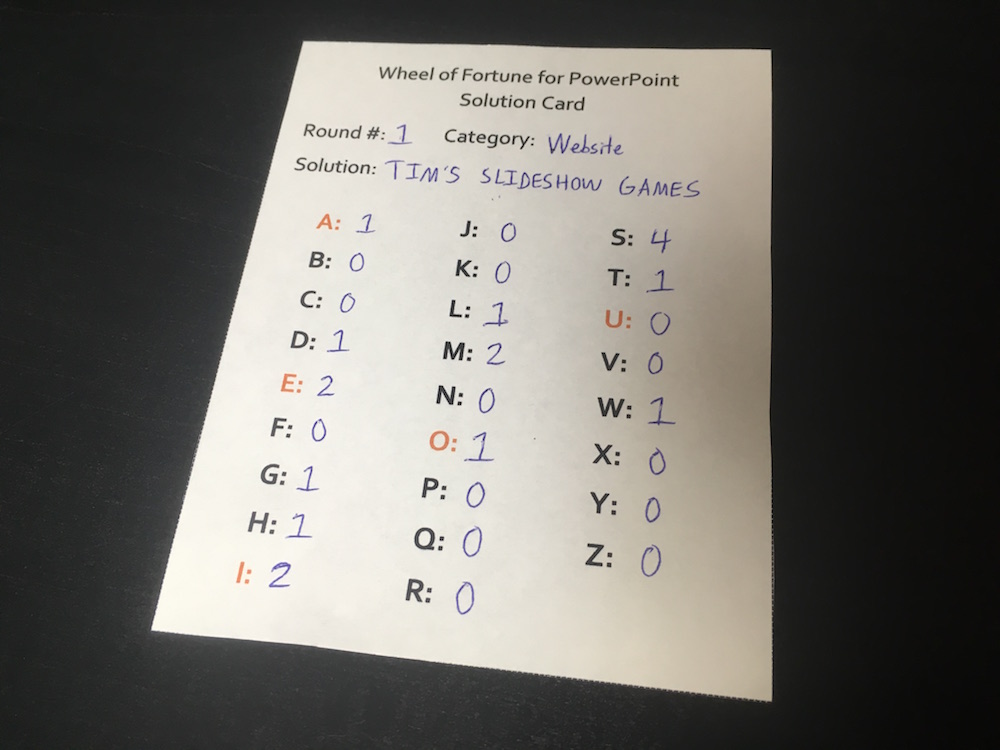 Wheel of Fortune for PowerPoint
Solution Card
Round #: 1 Category: Website
Solution: TIM'S SLIDESHOW GAMES
A: 1
B: 0
C: 0
D: 1
E: 2
F: 0
G: 1
H: 1
I: 2
J: 0
K: 0
L: 1
M: 2
N: 0
O: 1
P: 0
Q: 0
R: 0
S: 4
T: 1
U: 0
V: 0
W: 1
X: 0
Y: 0
Z: 0